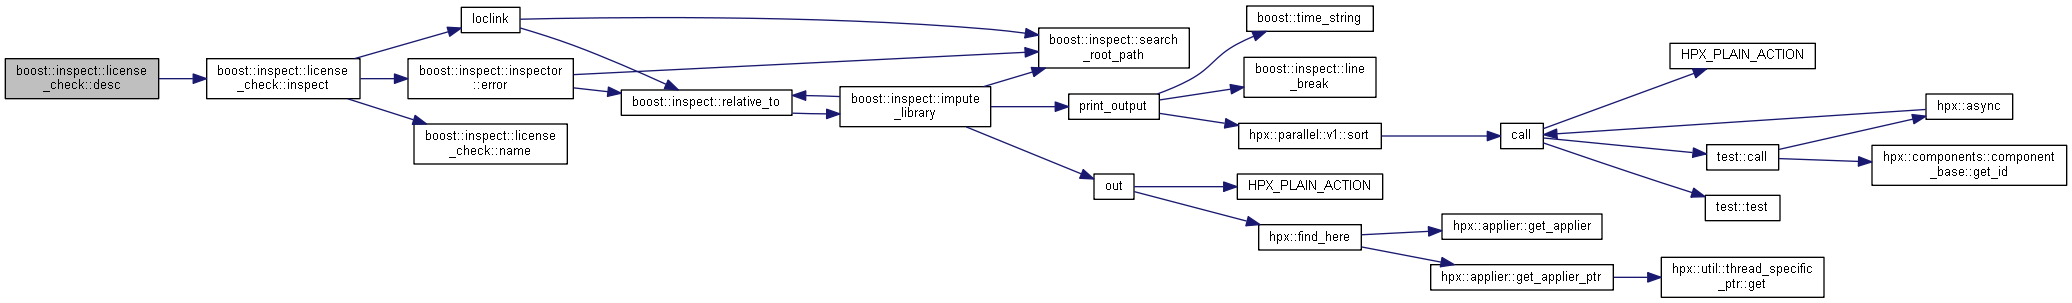 boost::inspect::license
_check::desc
boost::inspect::license
_check::inspect
loclink
boost::inspect::inspector
::error
boost::inspect::license
_check::name
boost::inspect::relative_to
boost::inspect::search
_root_path
boost::inspect::impute
_library
print_output
out
boost::time_string
boost::inspect::line
_break
hpx::parallel::v1::sort
HPX_PLAIN_ACTION
hpx::find_here
call
hpx::applier::get_applier
hpx::applier::get_applier_ptr
HPX_PLAIN_ACTION
test::call
test::test
hpx::util::thread_specific
_ptr::get
hpx::async
hpx::components::component
_base::get_id